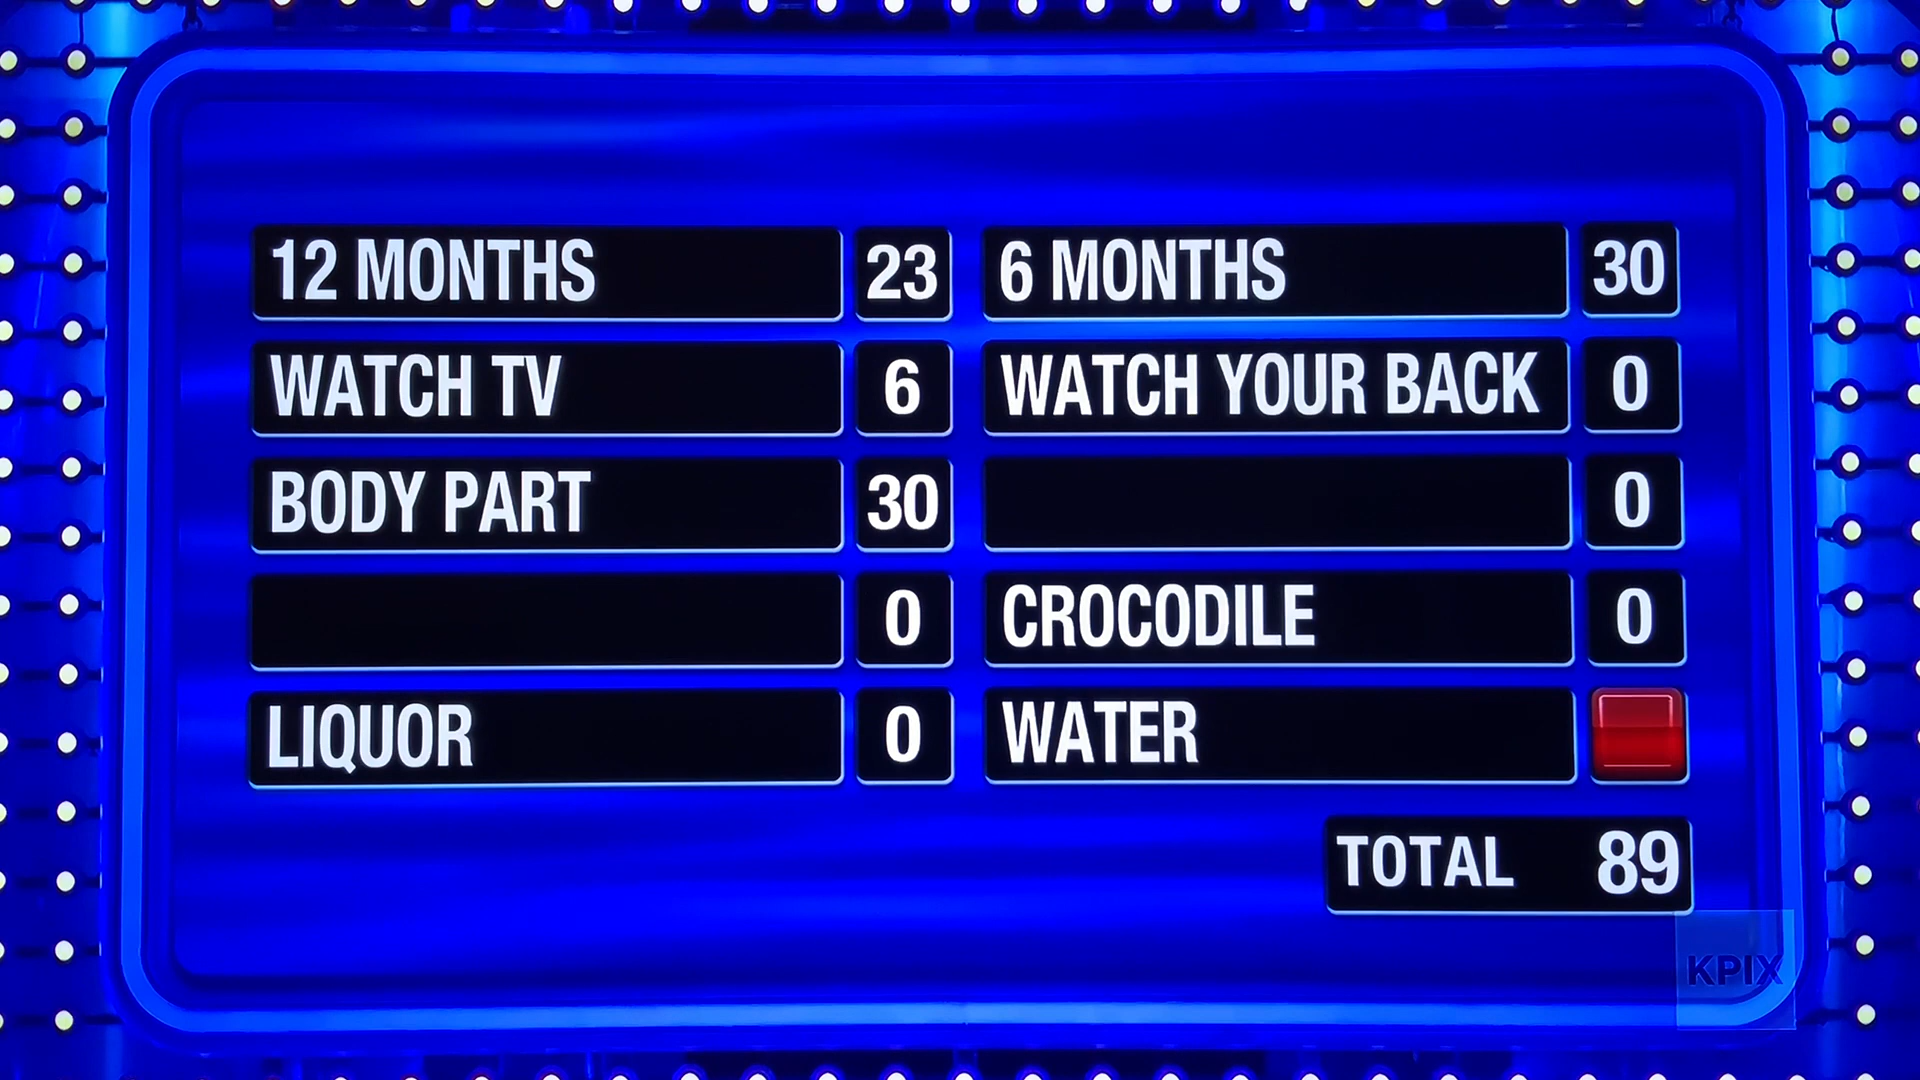 12 MONTHS 23 6 MONTHS 30
WATCH TV 6 WATCH YOUR BACK 0
BODY PART 30 0
0 CROCODILE 0
LIQUOR 0 WATER
TOTAL 89
KPIX